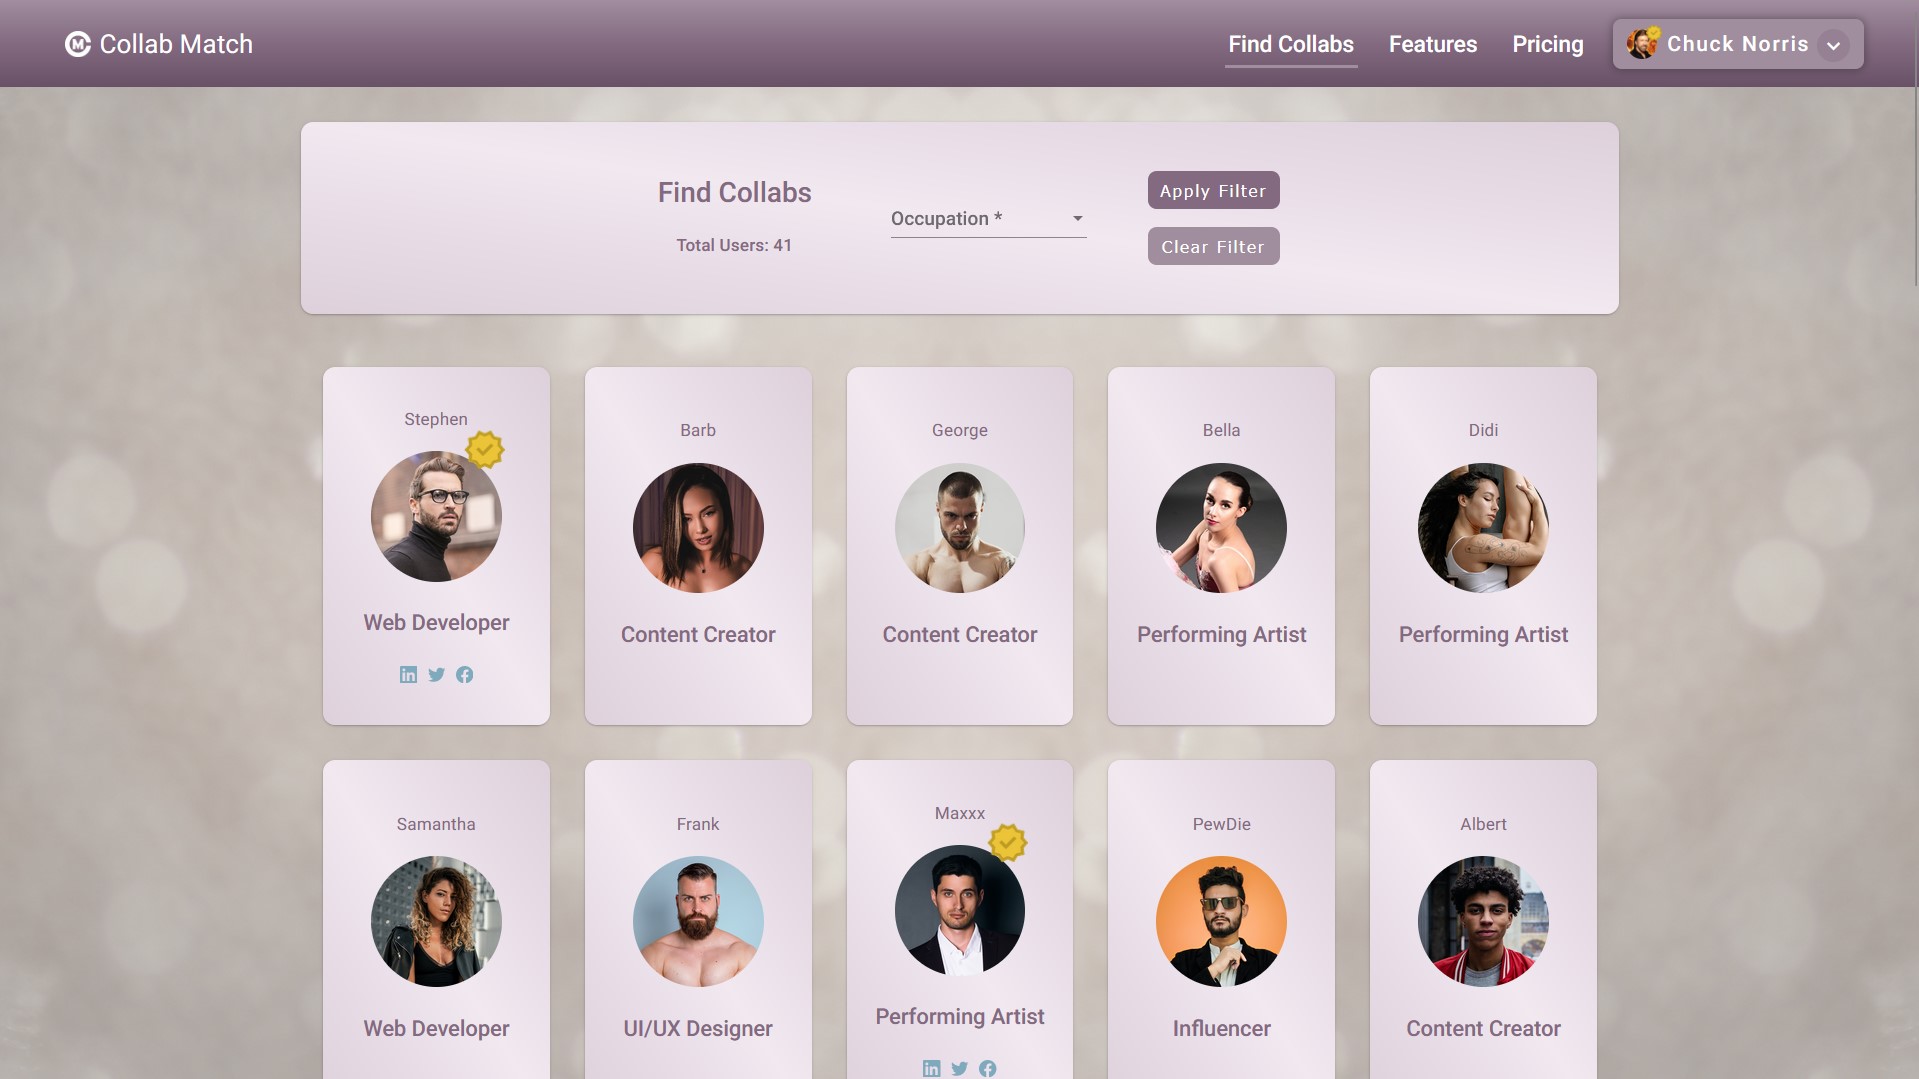 Collab Match
Find Collabs
Features
Pricing
Chuck Norris
Find Collabs
Total Users: 41
Occupation *
Apply Filter
Clear Filter
Stephen
Web Developer
Barb
Content Creator
George
Content Creator
Bella
Performing Artist
Didi
Performing Artist
Samantha
Web Developer
Frank
UI/UX Designer
Maxxx
Performing Artist
PewDie
Influencer
Albert
Content Creator